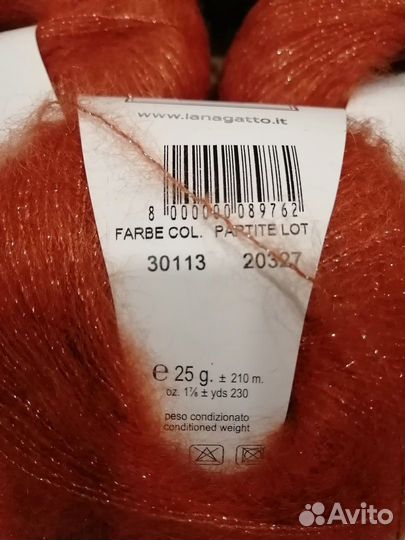 www.lanagatto.it
8 000000 089762
FARBE COL. PARTITE LOT
30113 20327
℮ 25 g. ± 210 m.
oz. 1⅞ ± yds 230
peso condizionato
conditioned weight
Avito